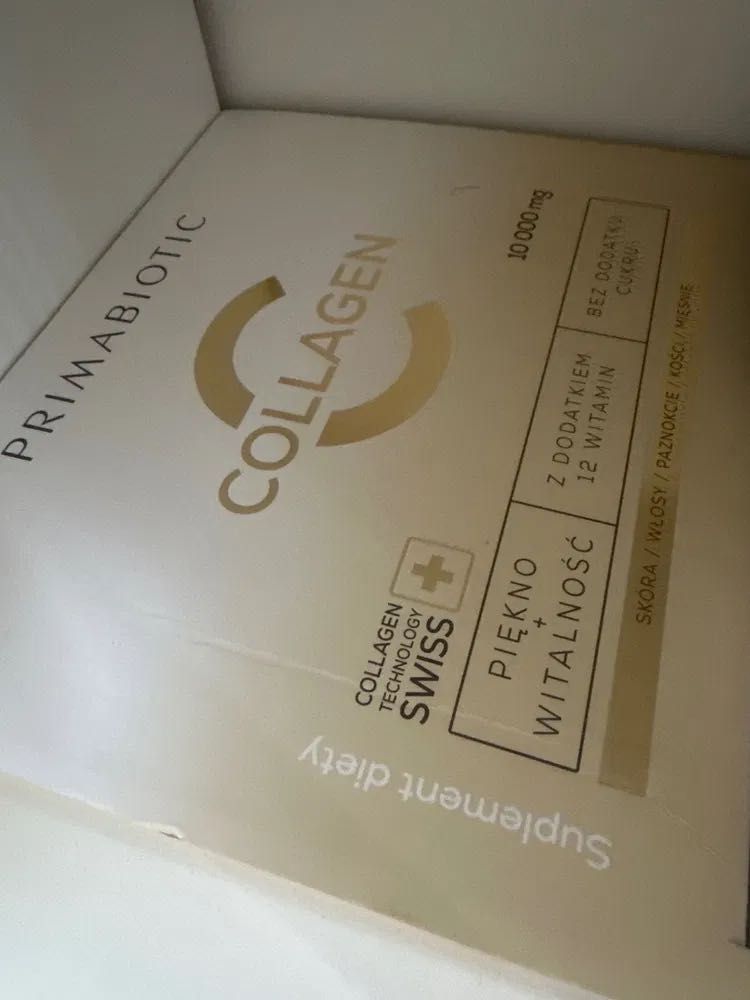 PRIMABIOTIC
COLLAGEN
10 000 mg
COLLAGEN
TECHNOLOGY
SWISS
PIĘKNO
+
WITALNOŚĆ
Z DODATKIEM
12 WITAMIN
BEZ DODATKU
CUKRU
SKÓRA / WŁOSY / PAZNOKCIE / KOŚCI / MIĘŚNIE
Suplement diety